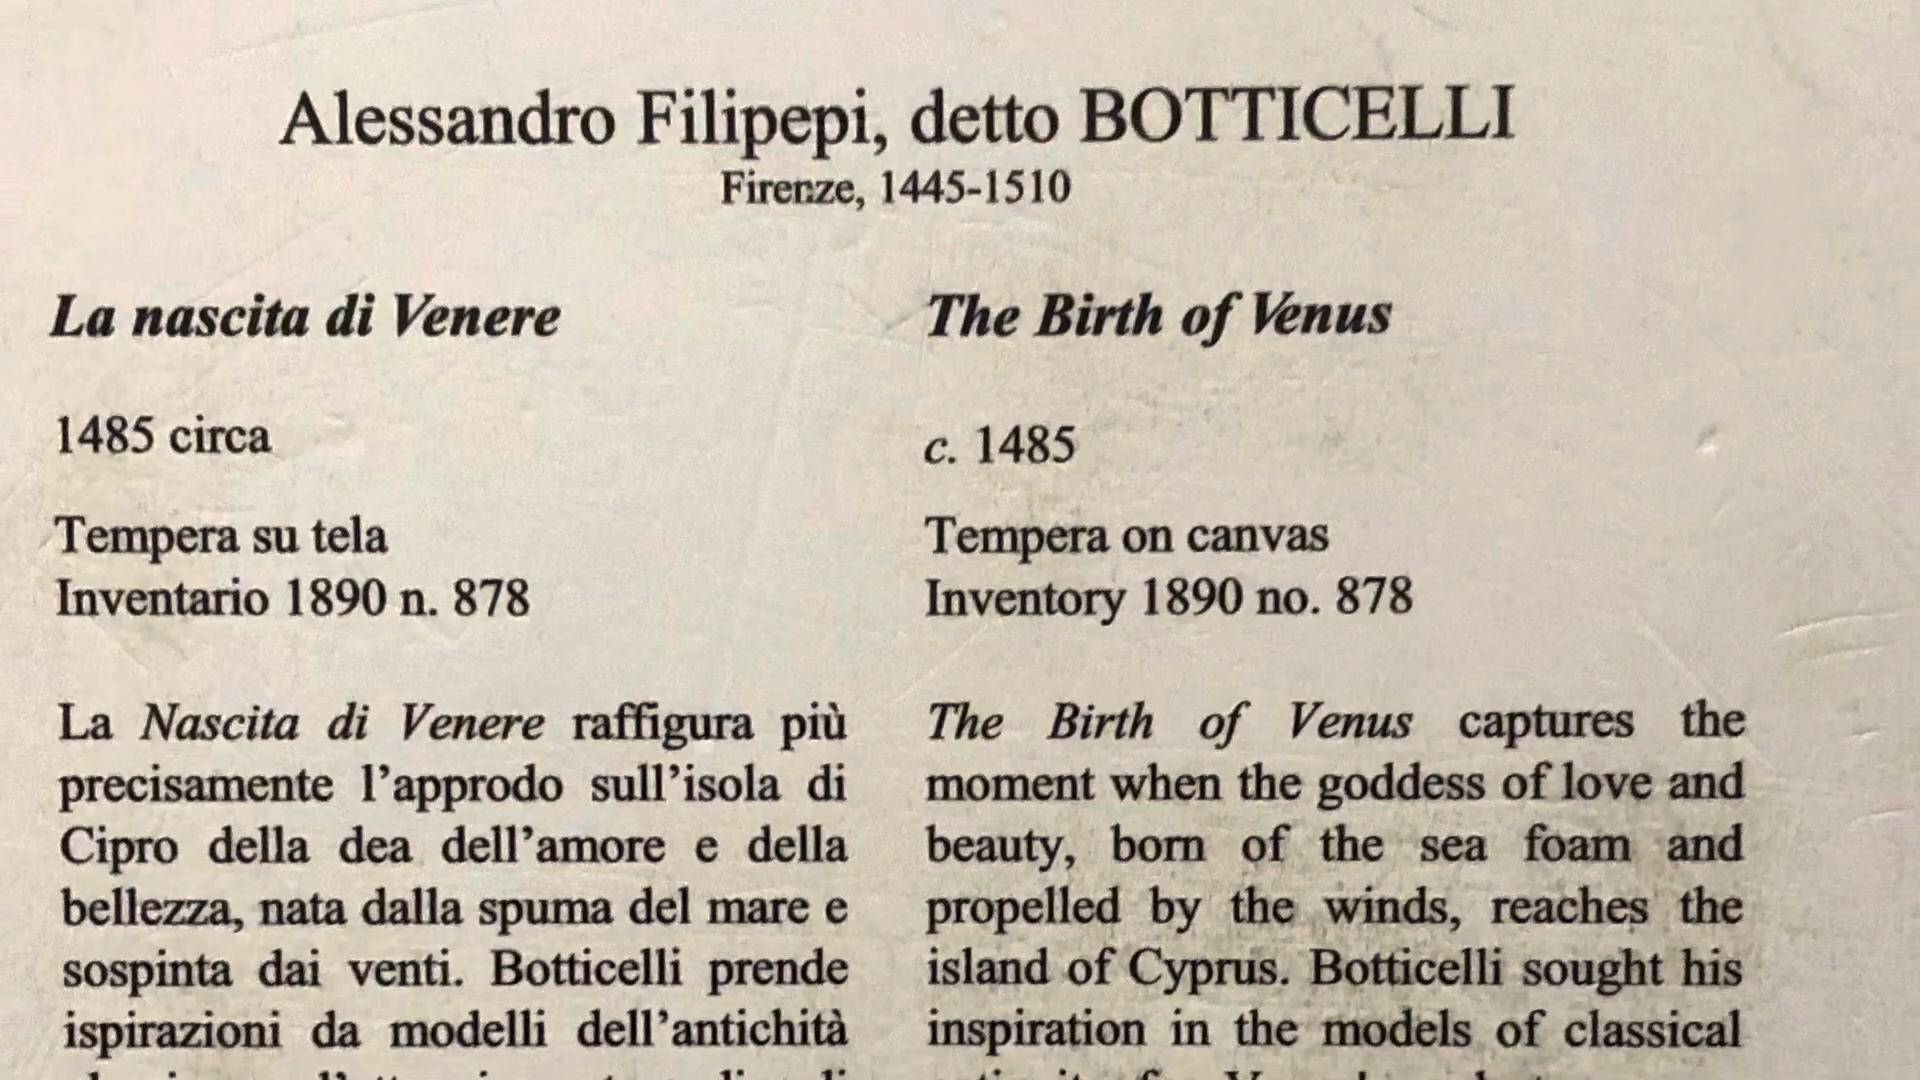 Alessandro Filipepi, detto BOTTICELLI
Firenze, 1445-1510
La nascita di Venere
1485 circa
Tempera su tela
Inventario 1890 n. 878
La Nascita di Venere raffigura più
precisamente l’approdo sull’isola di
Cipro della dea dell’amore e della
bellezza, nata dalla spuma del mare e
sospinta dai venti. Botticelli prende
ispirazioni da modelli dell’antichità
The Birth of Venus
c. 1485
Tempera on canvas
Inventory 1890 no. 878
The Birth of Venus captures the
moment when the goddess of love and
beauty, born of the sea foam and
propelled by the winds, reaches the
island of Cyprus. Botticelli sought his
inspiration in the models of classical